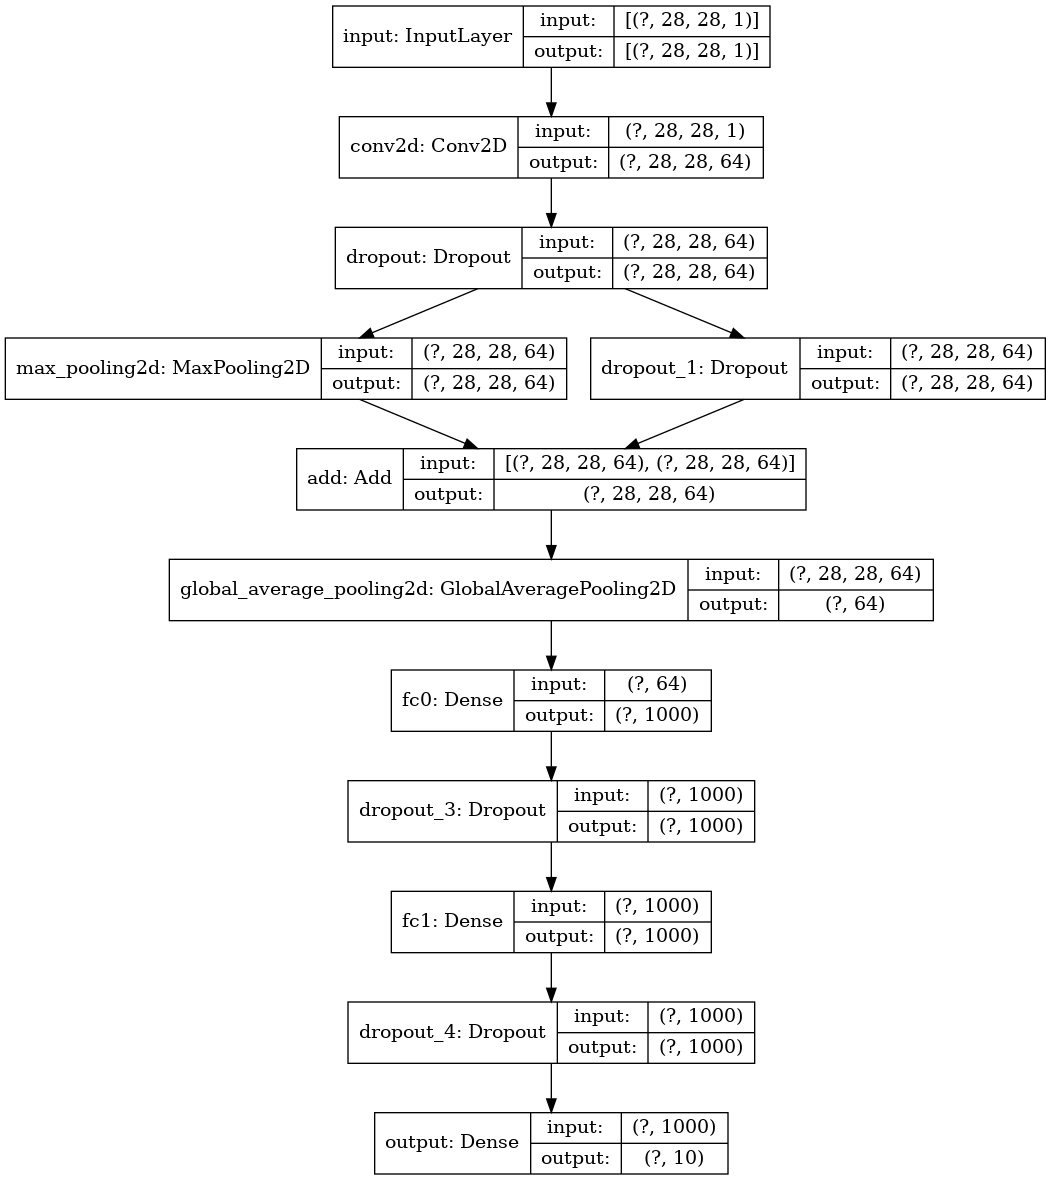 input: InputLayer
input:
[(?, 28, 28, 1)]
output:
[(?, 28, 28, 1)]
conv2d: Conv2D
input:
(?, 28, 28, 1)
output:
(?, 28, 28, 64)
dropout: Dropout
input:
(?, 28, 28, 64)
output:
(?, 28, 28, 64)
max_pooling2d: MaxPooling2D
input:
(?, 28, 28, 64)
output:
(?, 28, 28, 64)
dropout_1: Dropout
input:
(?, 28, 28, 64)
output:
(?, 28, 28, 64)
add: Add
input:
[(?, 28, 28, 64), (?, 28, 28, 64)]
output:
(?, 28, 28, 64)
global_average_pooling2d: GlobalAveragePooling2D
input:
(?, 28, 28, 64)
output:
(?, 64)
fc0: Dense
input:
(?, 64)
output:
(?, 1000)
dropout_3: Dropout
input:
(?, 1000)
output:
(?, 1000)
fc1: Dense
input:
(?, 1000)
output:
(?, 1000)
dropout_4: Dropout
input:
(?, 1000)
output:
(?, 1000)
output: Dense
input:
(?, 1000)
output:
(?, 10)